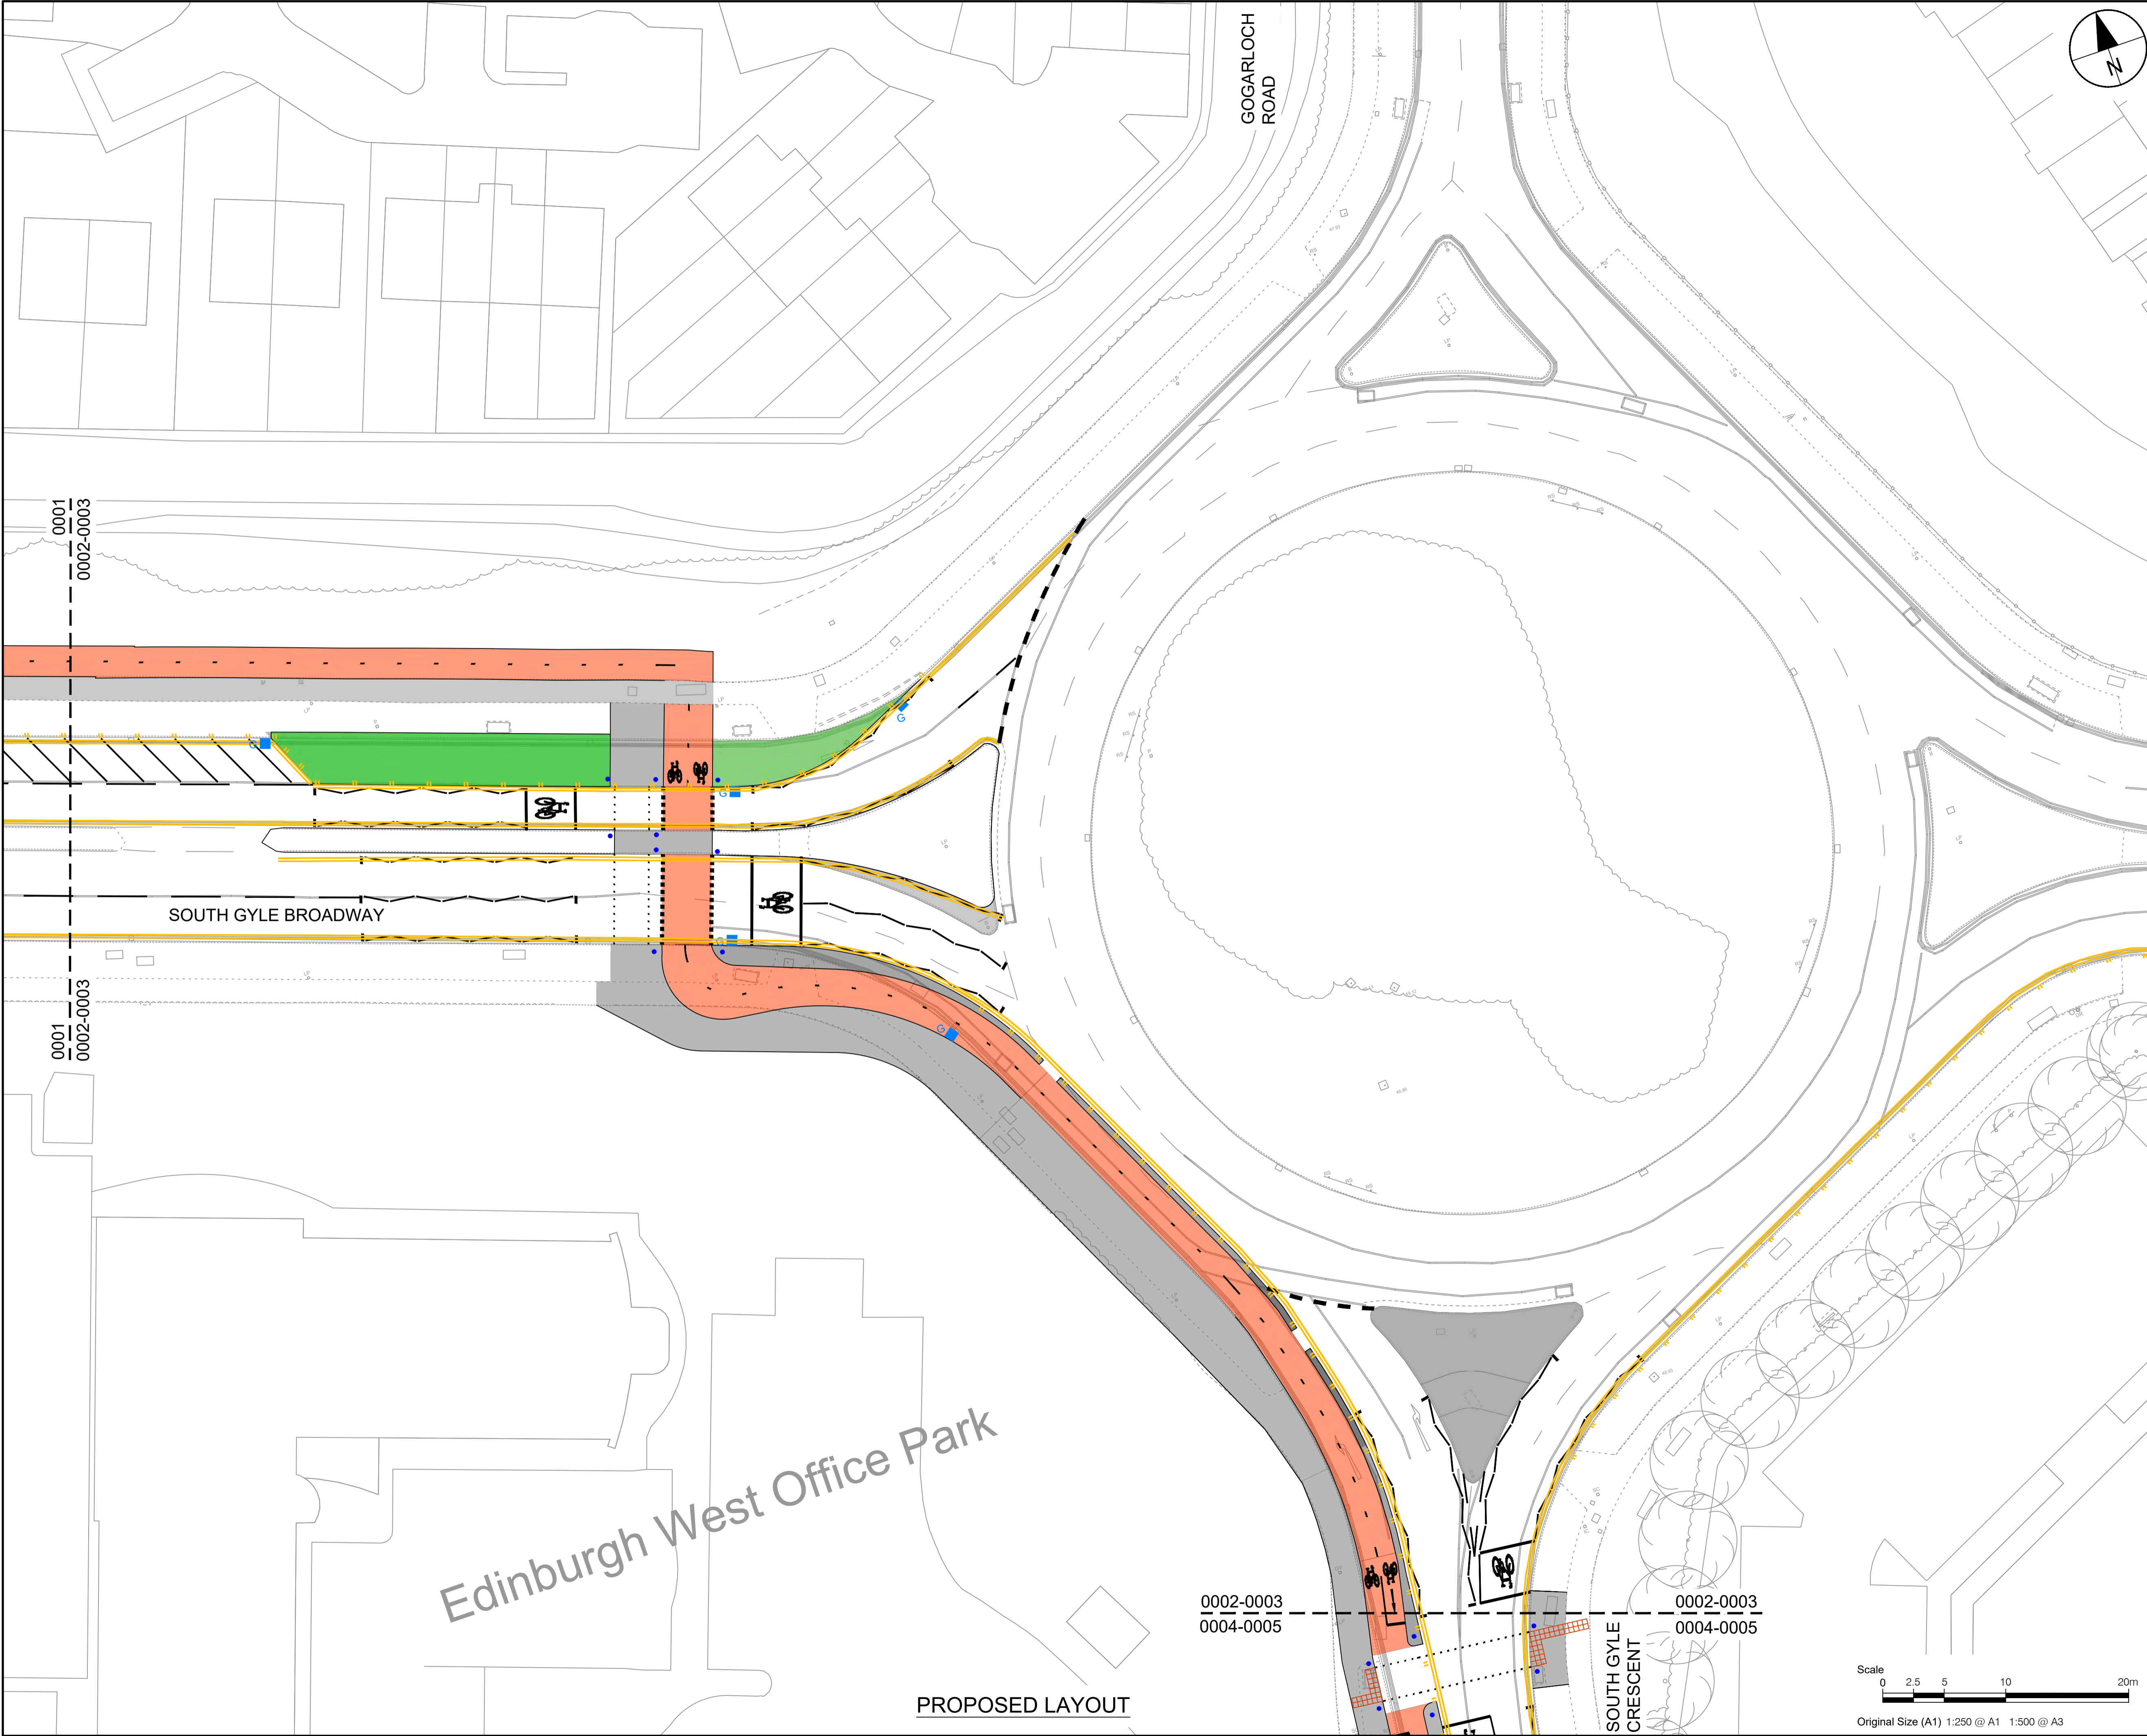 GOGARLOCH
ROAD
N
0001
0002-0003
SOUTH GYLE BROADWAY
0001
0002-0003
G
G
G
G
G
Edinburgh West Office Park
0002-0003
0004-0005
0002-0003
0004-0005
SOUTH GYLE
CRESCENT
PROPOSED LAYOUT
Scale
0 2.5 5 10 20m
Original Size (A1) 1:250 @ A1 1:500 @ A3